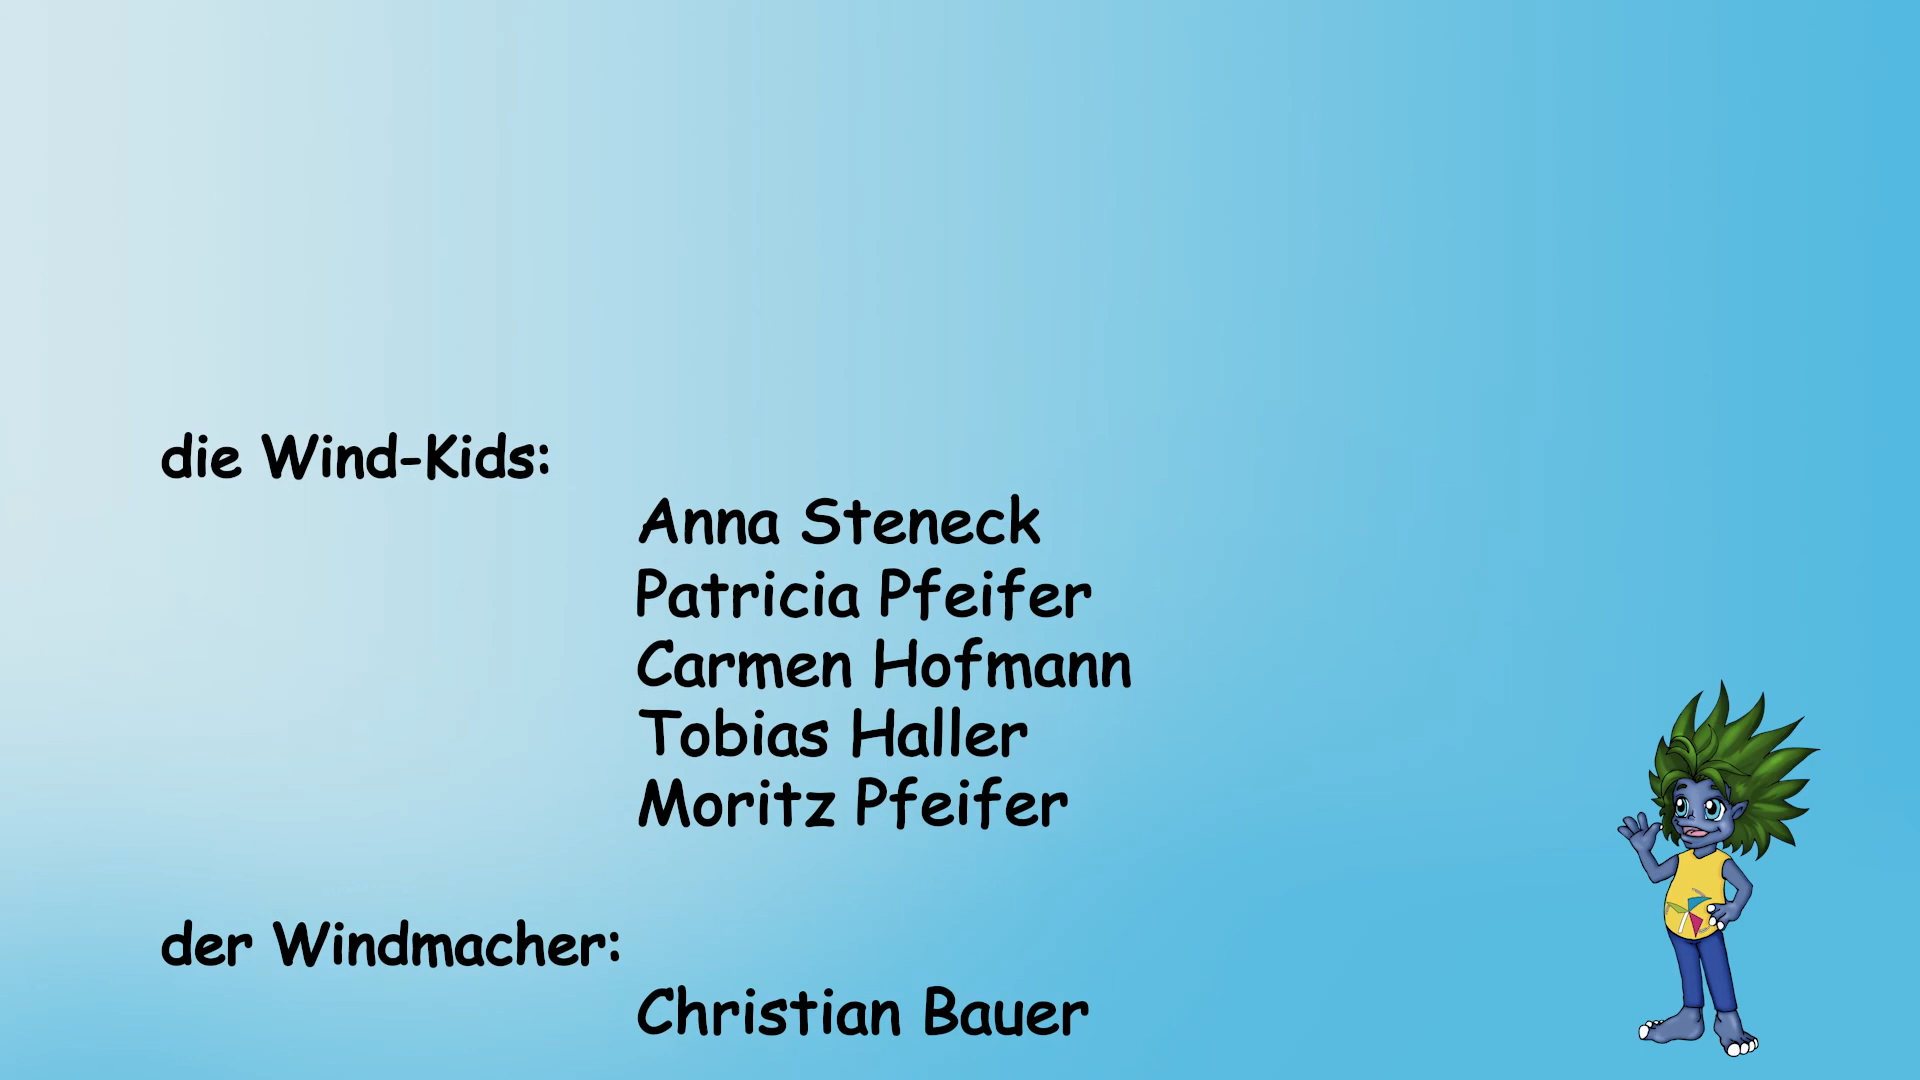 die Wind-Kids:
Anna Steneck
Patricia Pfeifer
Carmen Hofmann
Tobias Haller
Moritz Pfeifer
der Windmacher:
Christian Bauer